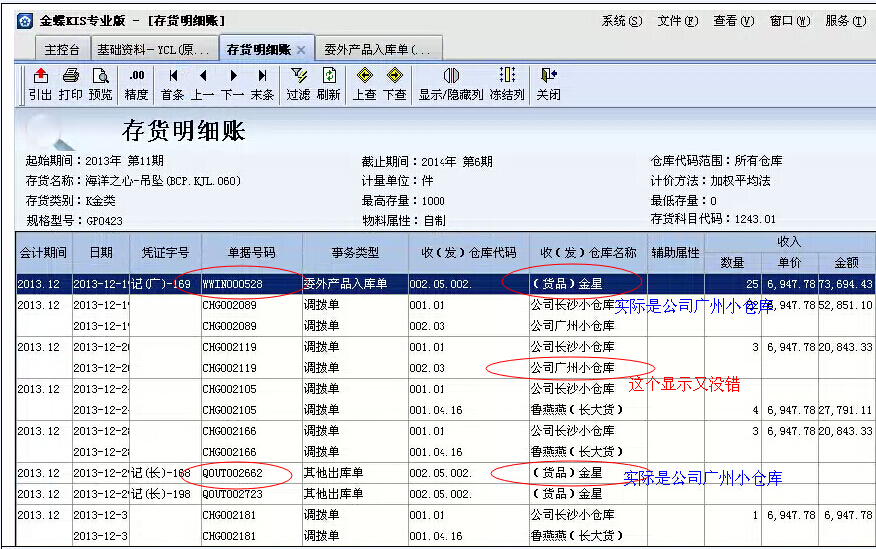 金蝶KIS专业版 - [存货明细账]
系统(S) 文件(F) 查看(V) 窗口(W) 服务(I)
主控台 基础资料-YCL(原... 存货明细账 × 委外产品入库单(...
.00
引出 打印 预览 精度 首条 上一 下一 末条 过滤 刷新 上查 下查 显示/隐藏列 冻结列 关闭
存货明细账
起始期间：2013年 第11期 截止期间：2014年 第6期 仓库代码范围：所有仓库
存货名称：海洋之心-吊坠(BCP.KJL.060) 计量单位：件 计价方法：加权平均法
存货类别：K金类 最高存量：1000 最低存量：0
规格型号：GP0423 物料属性：自制 存货科目代码：1243.01
会计期间 日期 凭证字号 单据号码 事务类型 收(发)仓库代码 收(发)仓库名称 辅助属性 收入
数量 单价 金额
2013.12 2013-12-1 记(广)-169 WWIN000528 委外产品入库单 002.05.002. (货品)金星 25 6,947.78 73,694.43
实际是公司广州小仓库
2013.12 2013-12-1 CHG002089 调拨单 001.01 公司长沙小仓库 6,947.78 52,851.10
2013-12-1 CHG002089 调拨单 002.03 公司广州小仓库
2013.12 2013-12-2 CHG002119 调拨单 001.01 公司长沙小仓库 3 6,947.78 20,843.33
2013-12-2 CHG002119 调拨单 002.03 公司广州小仓库
这个显示又没错
2013.12 2013-12-2 CHG002105 调拨单 001.01 公司长沙小仓库
2013-12-2 CHG002105 调拨单 001.04.16 鲁燕燕(长大货) 4 6,947.78 27,791.11
2013.12 2013-12-2 CHG002166 调拨单 001.01 公司长沙小仓库 3 6,947.78 20,843.33
2013-12-2 CHG002166 调拨单 001.04.16 鲁燕燕(长大货)
2013.12 2013-12-2 记(长)-168 QOUT002662 其他出库单 002.05.002. (货品)金星
实际是公司广州小仓库
2013.12 2013-12-2 记(长)-198 QOUT002723 其他出库单 002.05.002. (货品)金星
2013.12 2013-12-3 CHG002181 调拨单 001.01 公司长沙小仓库 1 6,947.78 6,947.78
2013-12-3 CHG002181 调拨单 001.04.16 鲁燕燕(长大货)